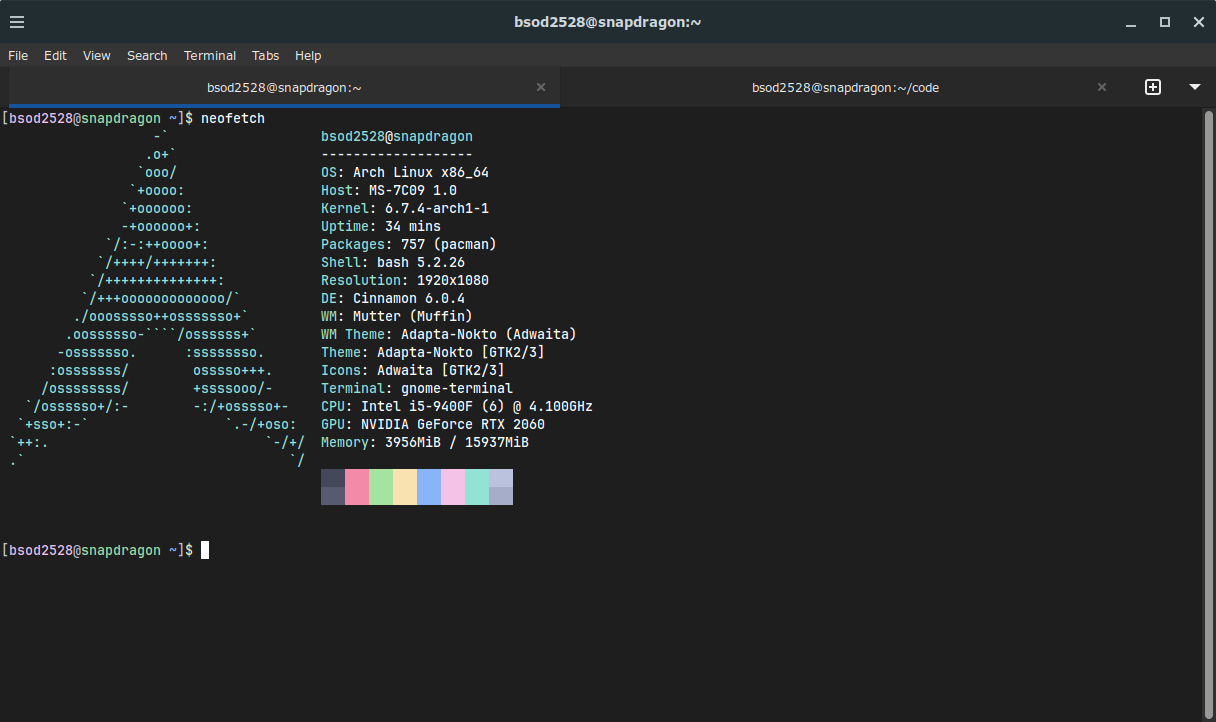 bsod2528@snapdragon:~
File Edit View Search Terminal Tabs Help
bsod2528@snapdragon:~ bsod2528@snapdragon:~/code
[bsod2528@snapdragon ~]$ neofetch
                   -`                    bsod2528@snapdragon
                  .o+`                   -------------------
                 `ooo/                   OS: Arch Linux x86_64
                `+oooo:                  Host: MS-7C09 1.0
               `+oooooo:                 Kernel: 6.7.4-arch1-1
               -+oooooo+:                Uptime: 34 mins
             `/:-:++oooo+:               Packages: 757 (pacman)
            `/++++/+++++++:              Shell: bash 5.2.26
           `/++++++++++++++:             Resolution: 1920x1080
          `/+++ooooooooooooo/`           DE: Cinnamon 6.0.4
         ./ooosssso++osssssso+`          WM: Mutter (Muffin)
        .oossssso-````/ossssss+`         WM Theme: Adapta-Nokto (Adwaita)
       -osssssso.      :ssssssso.        Theme: Adapta-Nokto [GTK2/3]
      :osssssss/        osssso+++.       Icons: Adwaita [GTK2/3]
     /ossssssss/        +ssssooo/-       Terminal: gnome-terminal
   `/ossssso+/:-        -:/+osssso+-     CPU: Intel i5-9400F (6) @ 4.100GHz
  `+sso+:-`                 `.-/+oso:    GPU: NVIDIA GeForce RTX 2060
 `++:.                           `-/+/   Memory: 3956MiB / 15937MiB
 .`                                 `/
[bsod2528@snapdragon ~]$